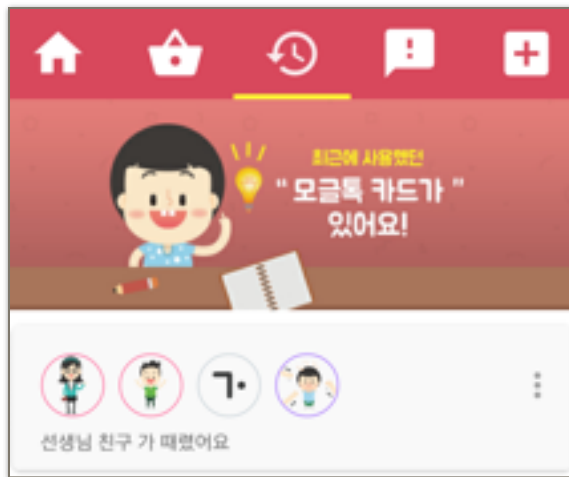 최근에 사용했던
“ 모글톡 카드가 ”
있어요!
가·
선생님 친구 가 때렸어요